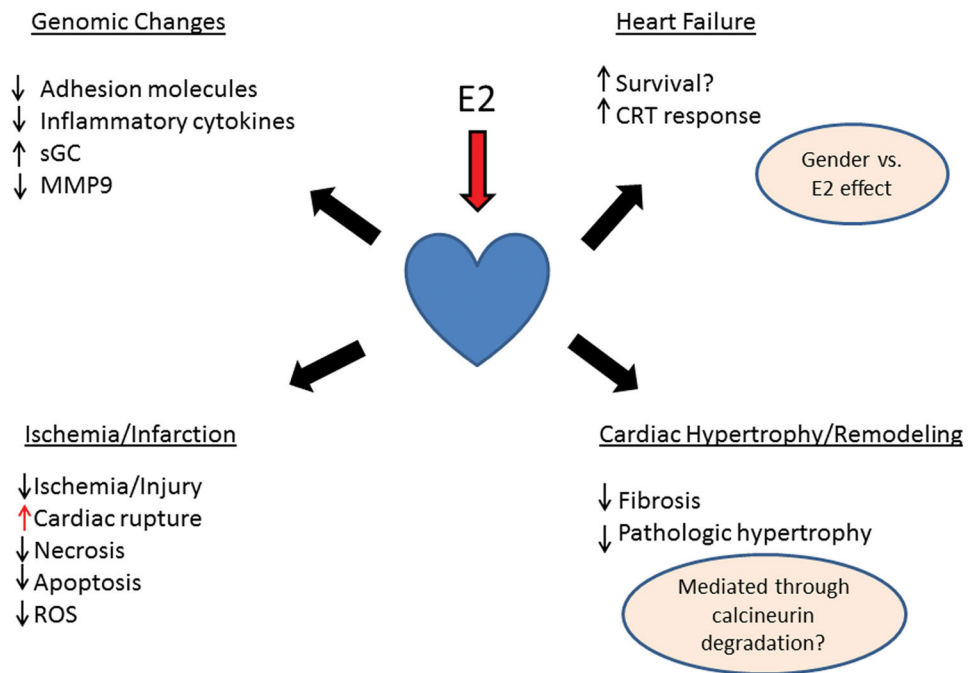 Genomic Changes
↓ Adhesion molecules
↓ Inflammatory cytokines
↑ sGC
↓ MMP9
E2
Heart Failure
↑ Survival?
↑ CRT response
Gender vs.
E2 effect
Ischemia/Infarction
↓Ischemia/Injury
↑Cardiac rupture
↓Necrosis
↓Apoptosis
↓ROS
Cardiac Hypertrophy/Remodeling
↓ Fibrosis
↓ Pathologic hypertrophy
Mediated through
calcineurin
degradation?